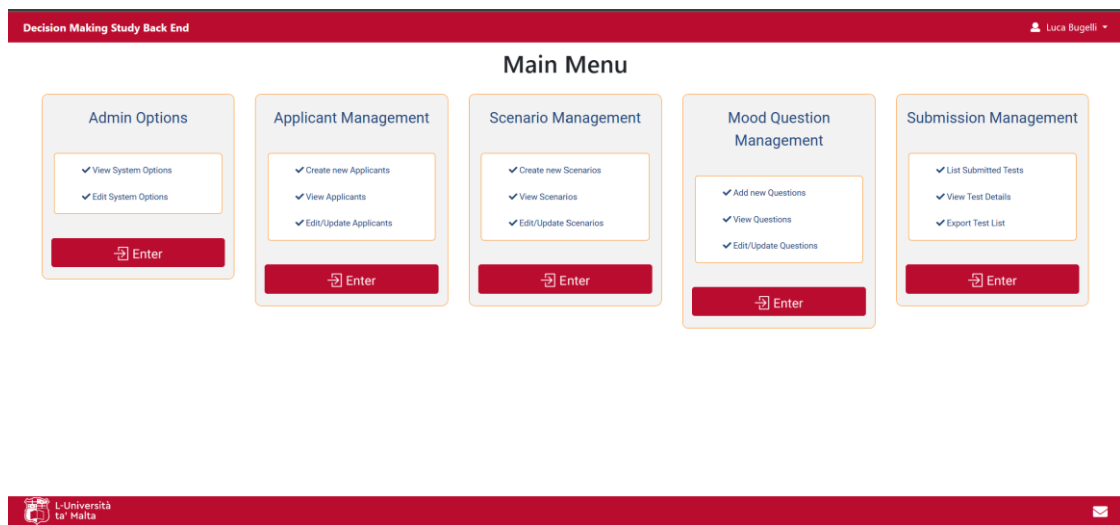 Decision Making Study Back End
Luca Bugelli
Main Menu
Admin Options
View System Options
Edit System Options
Enter
Applicant Management
Create new Applicants
View Applicants
Edit/Update Applicants
Enter
Scenario Management
Create new Scenarios
View Scenarios
Edit/Update Scenarios
Enter
Mood Question
Management
Add new Questions
View Questions
Edit/Update Questions
Enter
Submission Management
List Submitted Tests
View Test Details
Export Test List
Enter
L-Università
ta' Malta